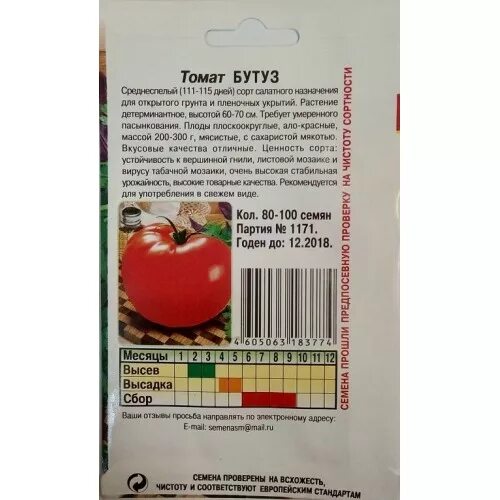 Томат БУТУЗ
Среднеспелый (111-115 дней) сорт салатного назначения
для открытого грунта и пленочных укрытий. Растение
детерминантное, высотой 60-70 см. Требует умеренного
пасынкования. Плоды плоскоокруглые, ало-красные,
массой 200-300 г, мясистые, с сахаристой мякотью.
Вкусовые качества отличные. Ценность сорта:
устойчивость к вершинной гнили, листовой мозаике и
вирусу табачной мозаики, очень высокая стабильная
урожайность, высокие товарные качества. Рекомендуется
для употребления в свежем виде.
Кол. 80-100 семян
Партия № 1171.
Годен до: 12.2018.
4 605063 183774
Месяцы 1 2 3 4 5 6 7 8 9 10 11 12
Высев
Высадка
Сбор
Ваши отзывы просьба направлять по электронному адресу:
E-mail: semenasm@mail.ru
СЕМЕНА ПРОВЕРЕНЫ НА ВСХОЖЕСТЬ,
ЧИСТОТУ И СООТВЕТСТВУЮТ ЕВРОПЕЙСКИМ СТАНДАРТАМ
СЕМЕНА ПРОШЛИ ПРЕДПОСЕВНУЮ ПРОВЕРКУ НА ЧИСТОТУ СОРТНОСТИ